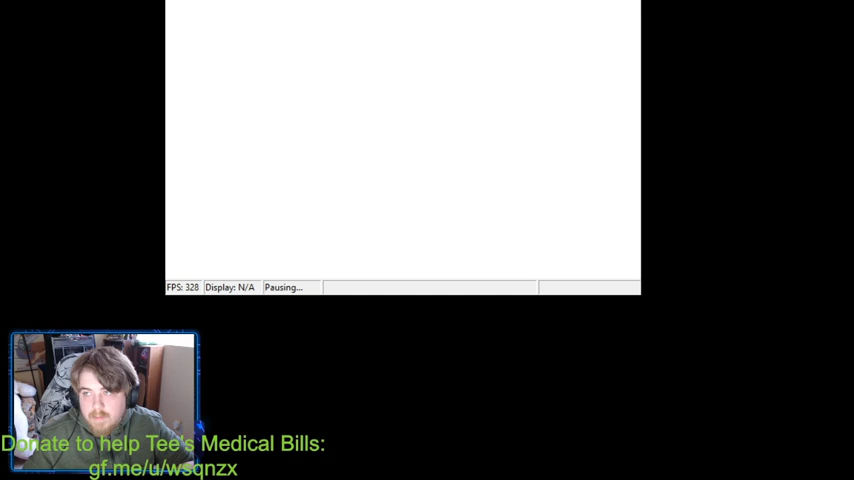 FPS: 328 Display: N/A Pausing...
Donate to help Tee's Medical Bills:
gf.me/u/wsqnzx